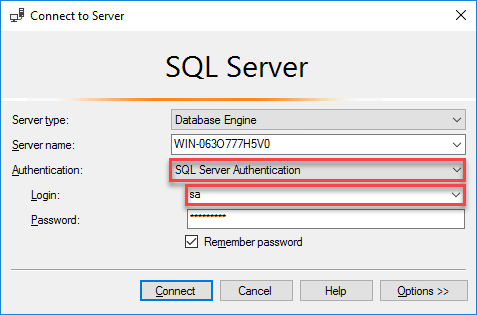 Connect to Server
SQL Server
Server type: Database Engine
Server name: WIN-063O777H5V0
Authentication: SQL Server Authentication
Login: sa
Password: *********
Remember password
Connect Cancel Help Options >>